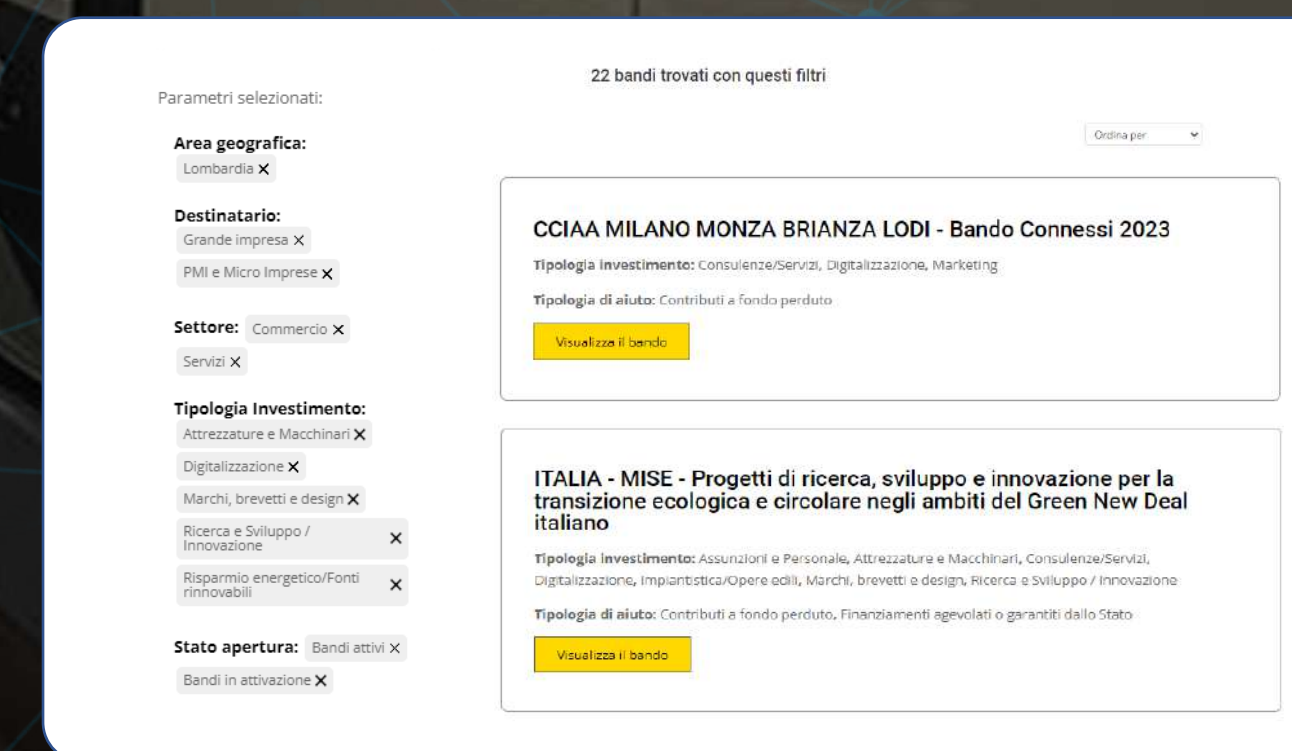 22 bandi trovati con questi filtri
Parametri selezionati:
Area geografica:
Lombardia ×
Destinatario:
Grande impresa ×
PMI e Micro Imprese ×
Settore: Commercio ×
Servizi ×
Tipologia Investimento:
Attrezzature e Macchinari ×
Digitalizzazione ×
Marchi, brevetti e design ×
Ricerca e Sviluppo /
Innovazione ×
Risparmio energetico/Fonti
rinnovabili ×
Stato apertura: Bandi attivi ×
Bandi in attivazione ×
Ordina per
CCIAA MILANO MONZA BRIANZA LODI - Bando Connessi 2023
Tipologia investimento: Consulenze/Servizi, Digitalizzazione, Marketing
Tipologia di aiuto: Contributi a fondo perduto
Visualizza il bando
ITALIA - MISE - Progetti di ricerca, sviluppo e innovazione per la
transizione ecologica e circolare negli ambiti del Green New Deal
italiano
Tipologia investimento: Assunzioni e Personale, Attrezzature e Macchinari, Consulenze/Servizi,
Digitalizzazione, Impiantistica/Opere edili, Marchi, brevetti e design, Ricerca e Sviluppo / Innovazione
Tipologia di aiuto: Contributi a fondo perduto, Finanziamenti agevolati o garantiti dallo Stato
Visualizza il bando